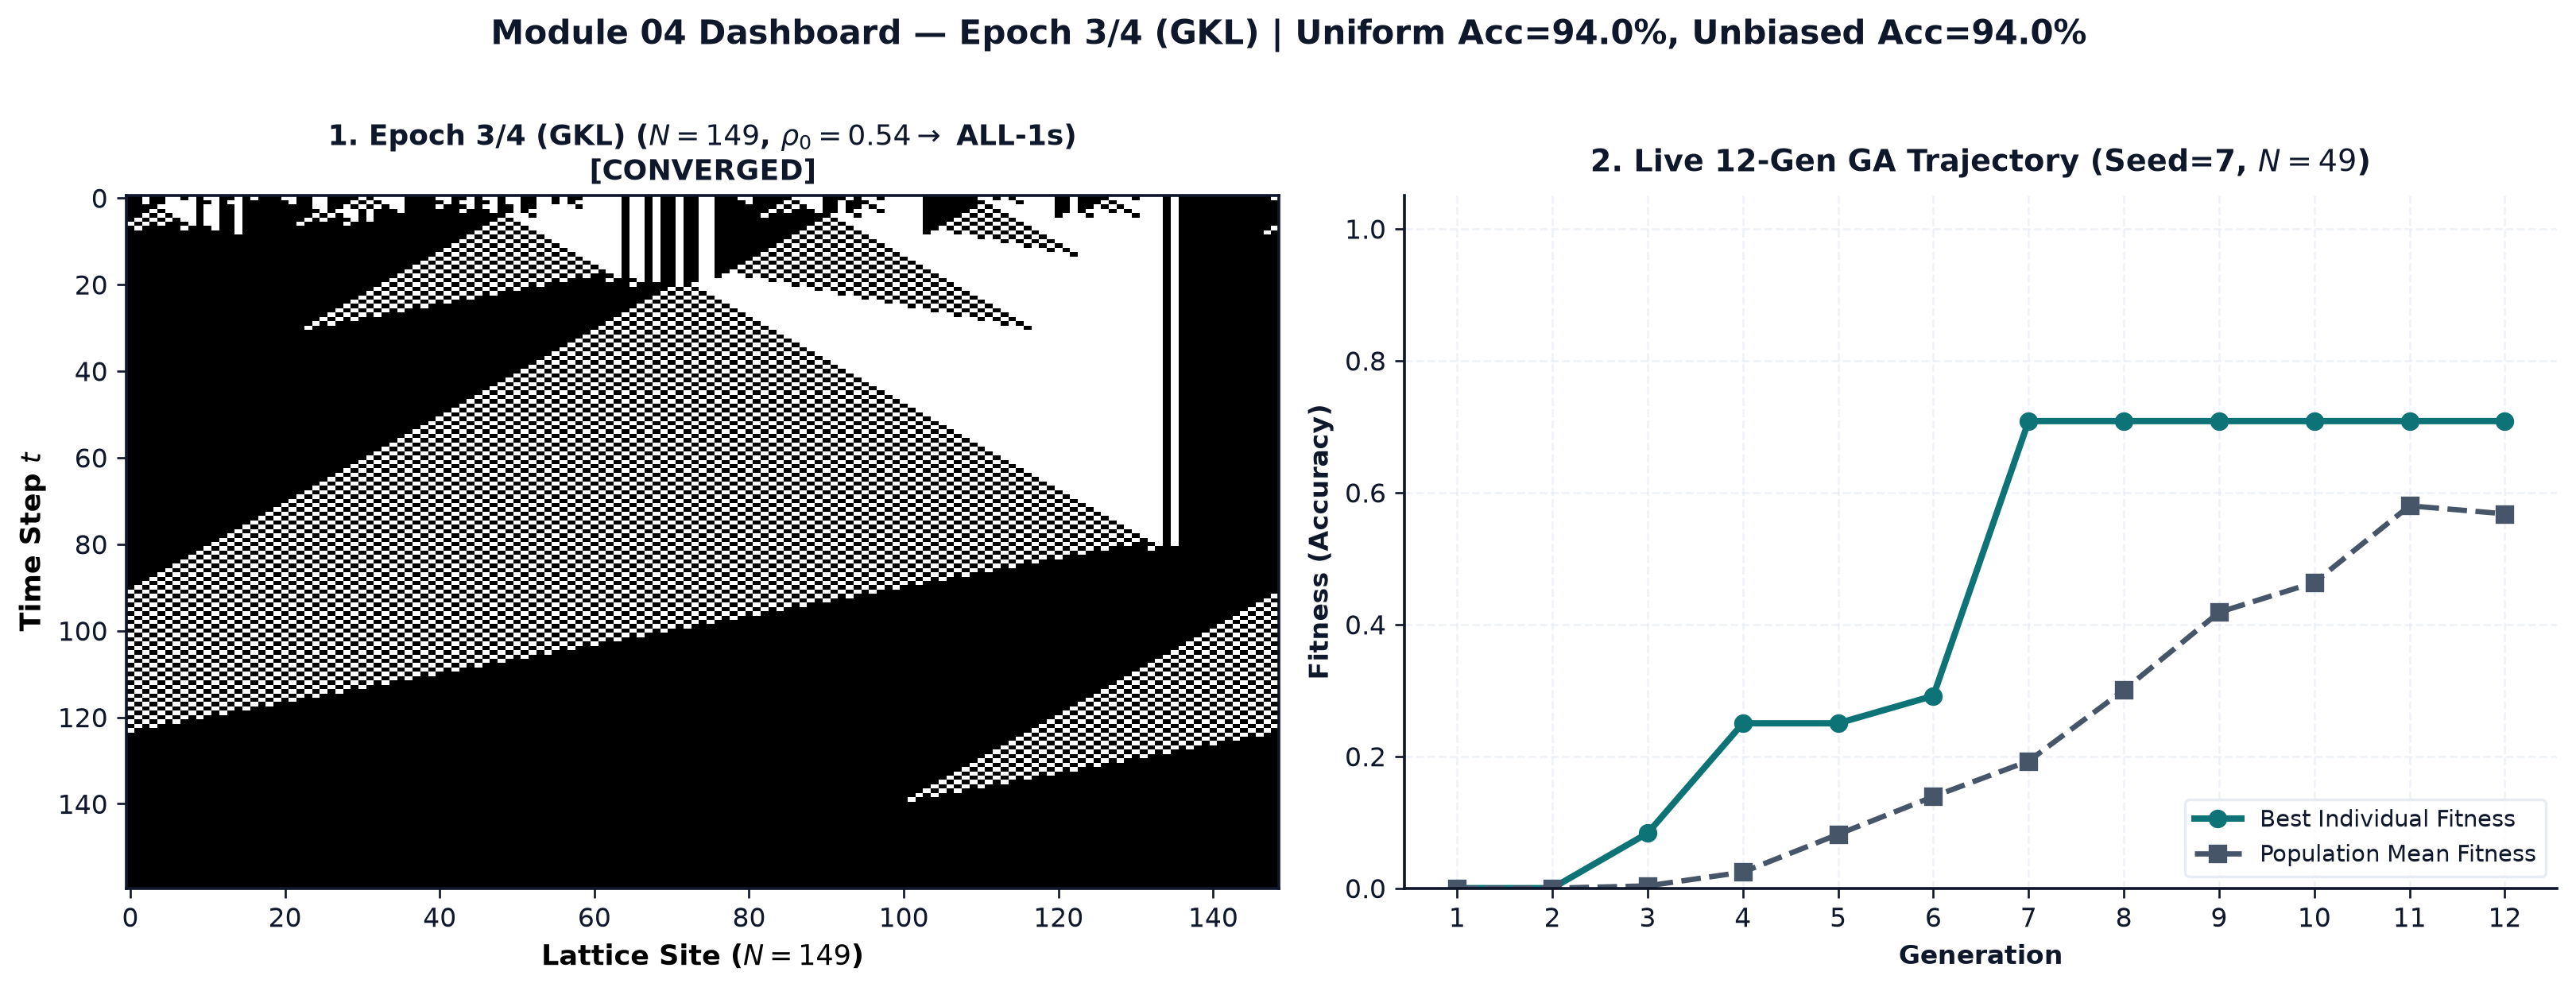 Module 04 Dashboard — Epoch 3/4 (GKL) | Uniform Acc=94.0%, Unbiased Acc=94.0%
1. Epoch 3/4 (GKL) (N = 149, ρ₀ = 0.54 → ALL-1s)
[CONVERGED]
0
20
40
60
80
100
120
140
Time Step t
0 20 40 60 80 100 120 140
Lattice Site (N = 149)
2. Live 12-Gen GA Trajectory (Seed=7, N = 49)
1.0
0.8
0.6
0.4
0.2
0.0
Fitness (Accuracy)
Best Individual Fitness
Population Mean Fitness
1 2 3 4 5 6 7 8 9 10 11 12
Generation